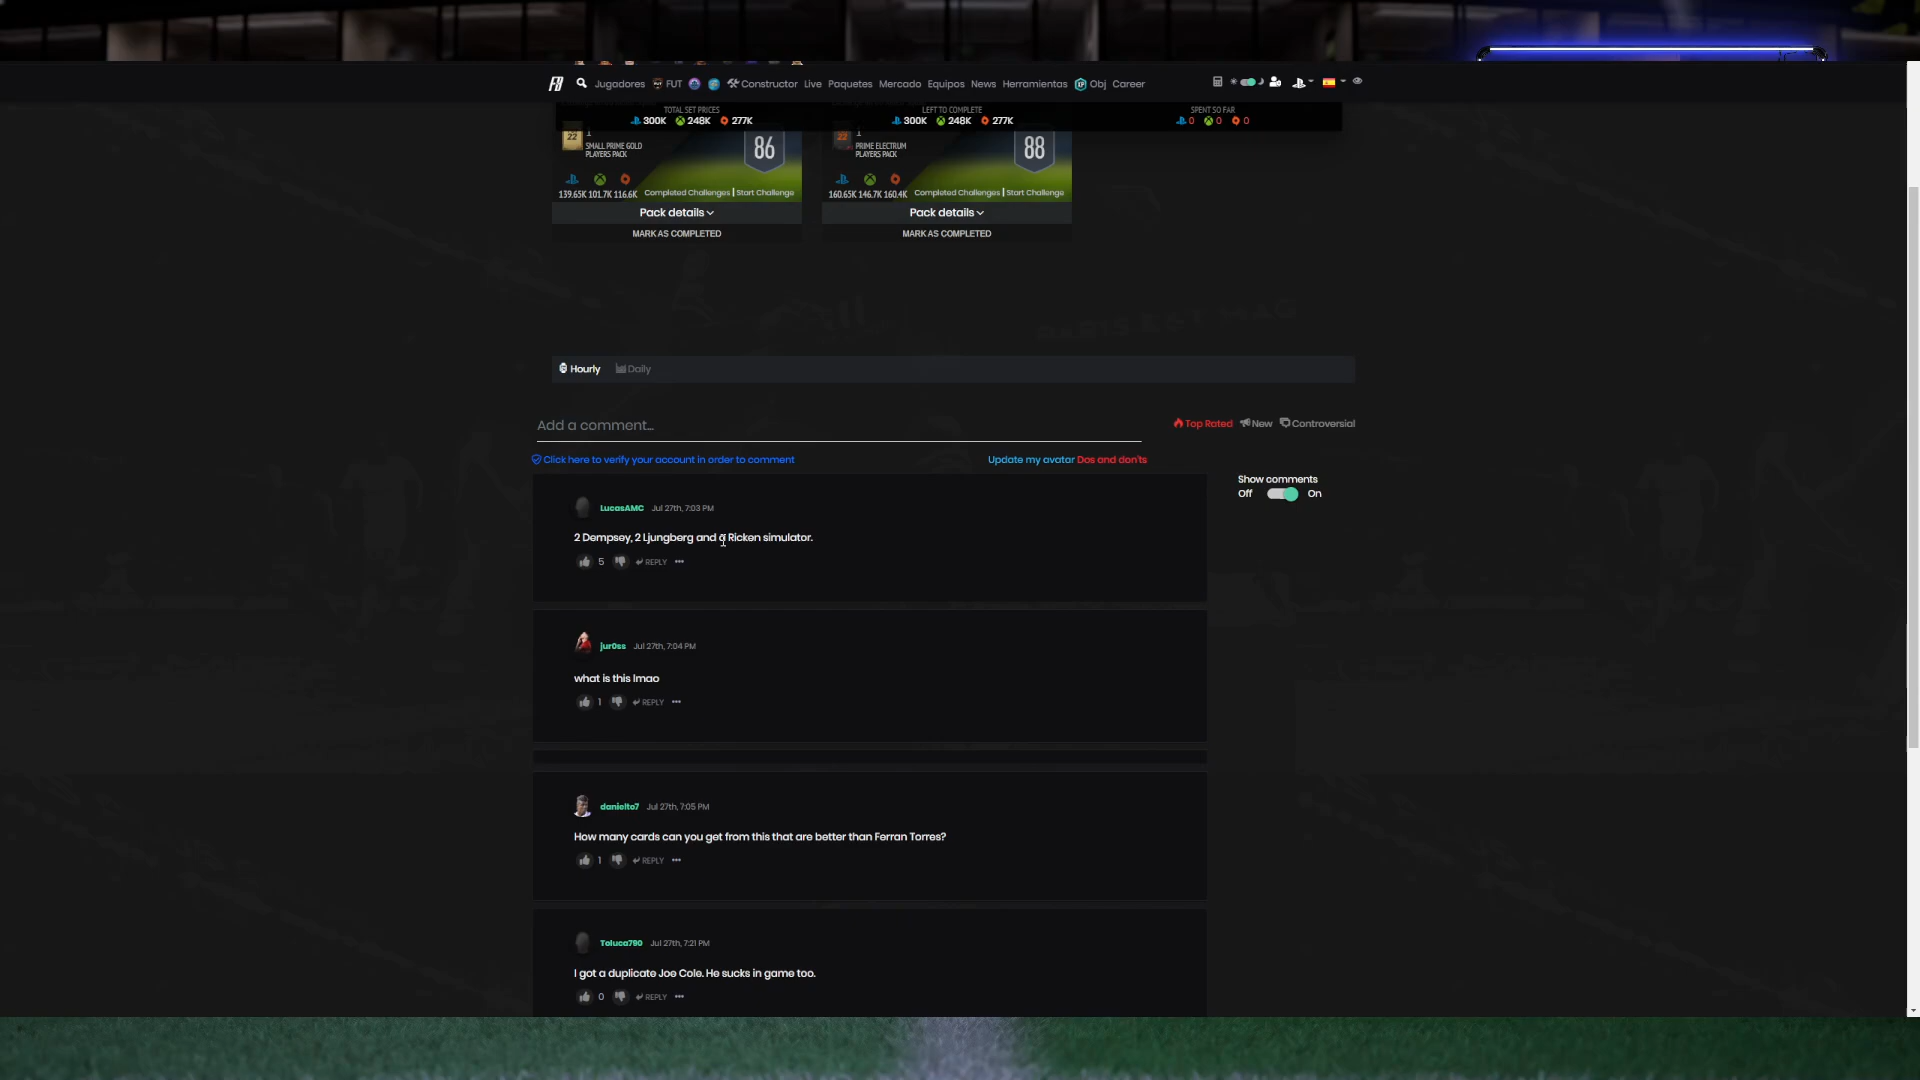 Jugadores FUT Constructor Live Paquetes Mercado Equipos News Herramientas Obj Career
TOTAL SET PRICES LEFT TO COMPLETE SPENT SO FAR
300K 248K 277K 300K 248K 277K 0 0 0
22 1 86 22 1 88
SMALL PRIME GOLD
PLAYERS PACK
PRIME ELECTRUM
PLAYERS PACK
139.65K 101.7K 116.6K Completed Challenges | Start Challenge 160.65K 146.7K 160.4K Completed Challenges | Start Challenge
Pack details Pack details
MARK AS COMPLETED MARK AS COMPLETED
Hourly Daily
Add a comment... Top Rated New Controversial
Click here to verify your account in order to comment Update my avatar Dos and don'ts
Show comments
Off On
LucasAMC Jul 27th, 7:03 PM
2 Dempsey, 2 Ljungberg and a Ricken simulator.
5 REPLY •••
jur0ss Jul 27th, 7:04 PM
what is this lmao
1 REPLY •••
danielto7 Jul 27th, 7:05 PM
How many cards can you get from this that are better than Ferran Torres?
1 REPLY •••
Toluca790 Jul 27th, 7:21 PM
I got a duplicate Joe Cole. He sucks in game too.
0 REPLY •••